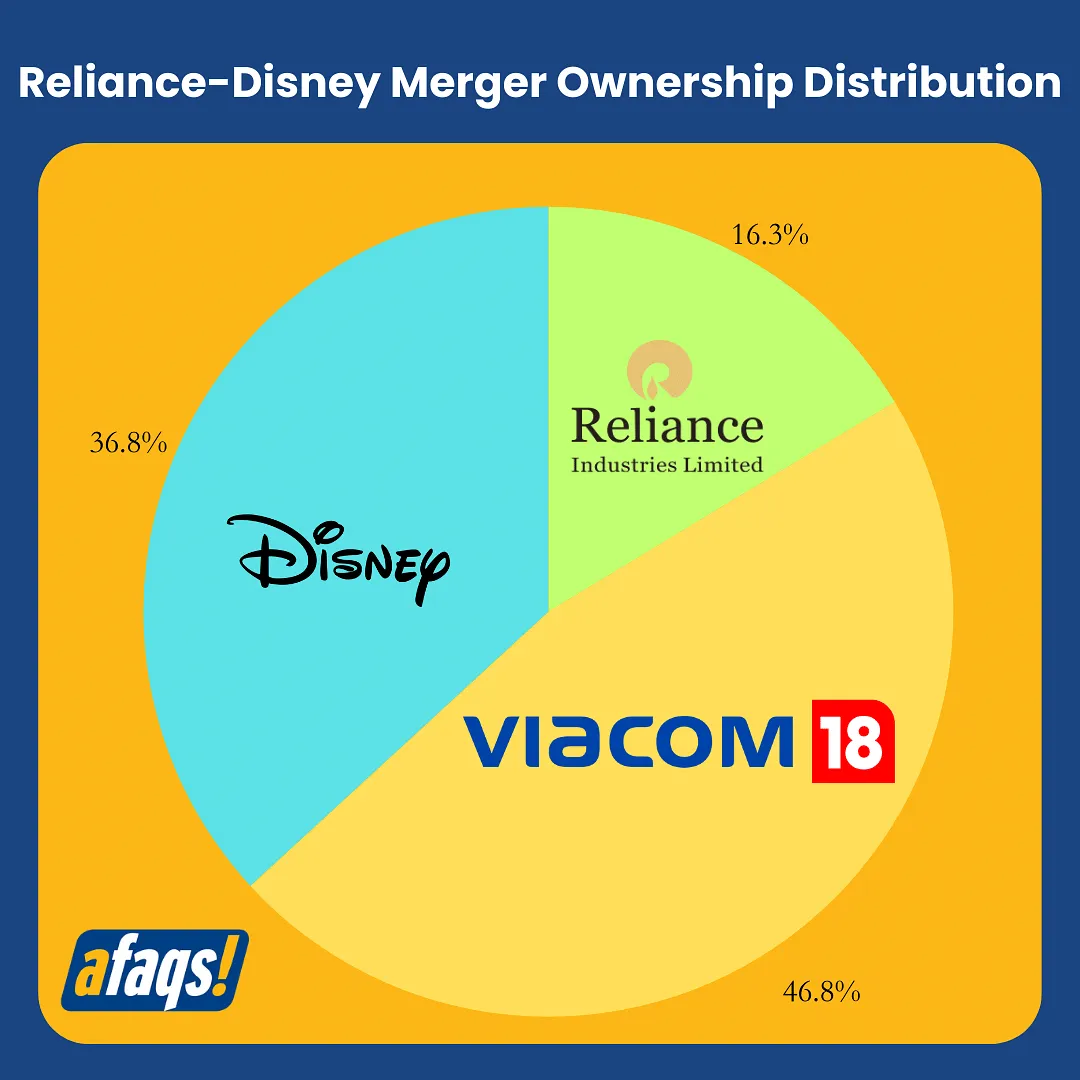 Reliance-Disney Merger Ownership Distribution
16.3%
Reliance
Industries Limited
36.8%
Disney
VIACOM 18
46.8%
afaqs!